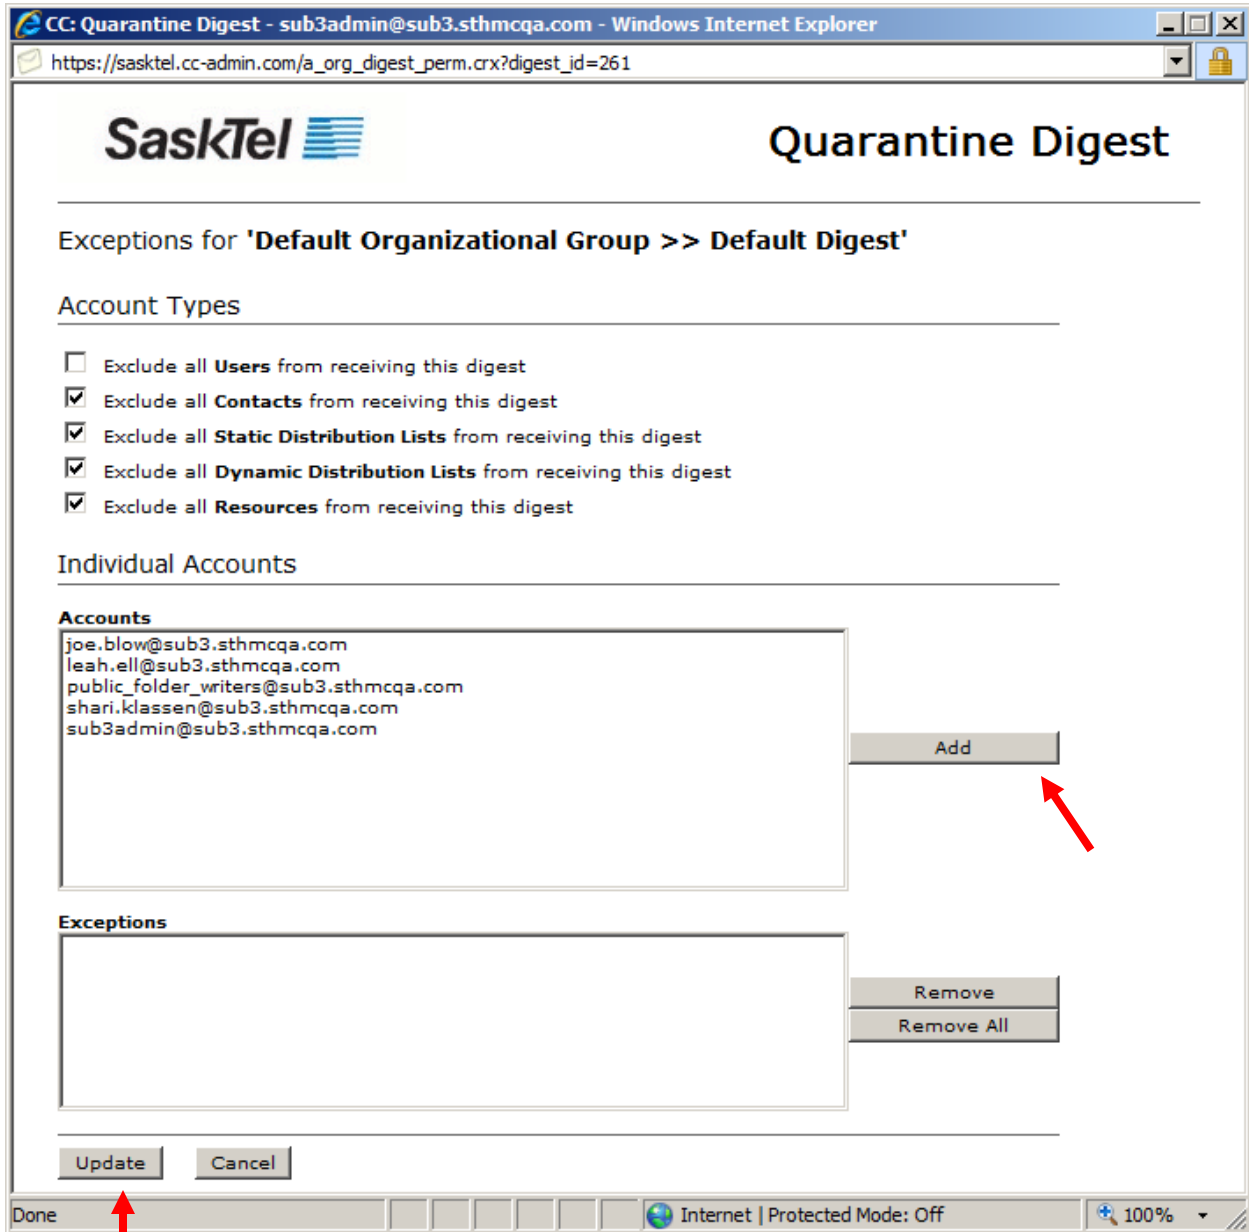 CC: Quarantine Digest - sub3admin@sub3.sthmcqa.com - Windows Internet Explorer
https://sasktel.cc-admin.com/a_org_digest_perm.crx?digest_id=261
SaskTel
Quarantine Digest
Exceptions for 'Default Organizational Group >> Default Digest'
Account Types
Exclude all Users from receiving this digest
Exclude all Contacts from receiving this digest
Exclude all Static Distribution Lists from receiving this digest
Exclude all Dynamic Distribution Lists from receiving this digest
Exclude all Resources from receiving this digest
Individual Accounts
Accounts
joe.blow@sub3.sthmcqa.com
leah.ell@sub3.sthmcqa.com
public_folder_writers@sub3.sthmcqa.com
shari.klassen@sub3.sthmcqa.com
sub3admin@sub3.sthmcqa.com
Add
Exceptions
Remove
Remove All
Update
Cancel
Done
Internet | Protected Mode: Off
100%